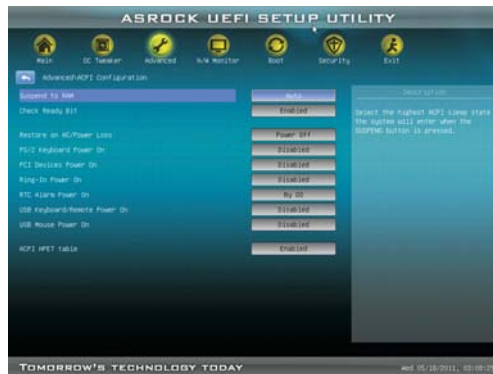 ASROCK UEFI SETUP UTILITY
Main OC Tweaker Advanced H/W Monitor Boot Security Exit
Advanced\ACPI Configuration
Suspend to RAM Auto
Check Ready Bit Enabled
Restore on AC/Power Loss Power Off
PS/2 Keyboard Power On Disabled
PCI Devices Power On Disabled
Ring-In Power On Disabled
RTC Alarm Power On By OS
USB Keyboard/Remote Power On Disabled
USB Mouse Power On Disabled
ACPI HPET table Enabled
Description
Select the highest ACPI sleep state
the system will enter when the
SUSPEND button is pressed.
TOMORROW'S TECHNOLOGY TODAY
Wed 05/18/2011,